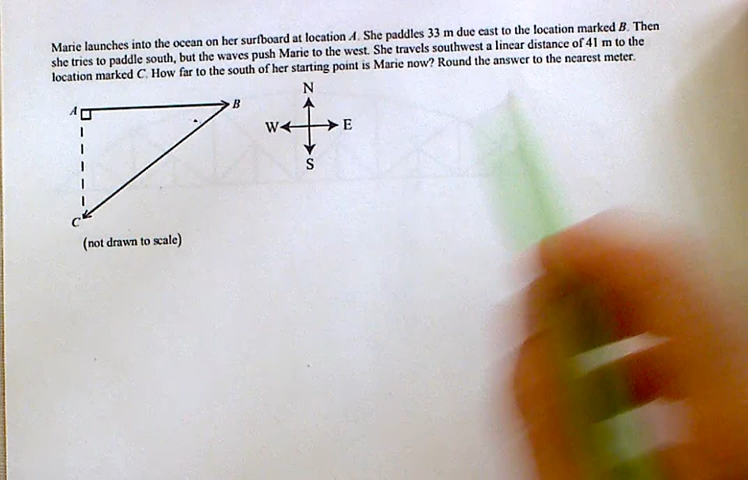 Marie launches into the ocean on her surfboard at location A. She paddles 33 m due east to the location marked B. Then
she tries to paddle south, but the waves push Marie to the west. She travels southwest a linear distance of 41 m to the
location marked C. How far to the south of her starting point is Marie now? Round the answer to the nearest meter.
N
A B
W E
S
C
(not drawn to scale)